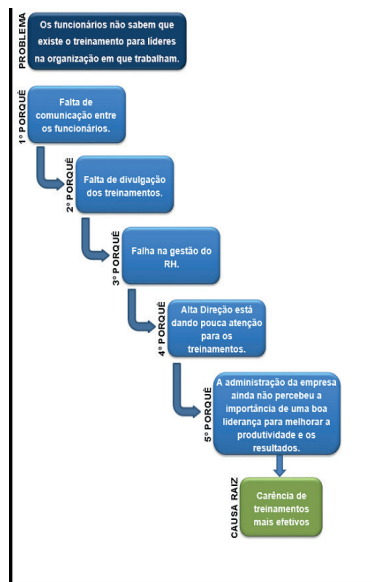 PROBLEMA
Os funcionários não sabem que
existe o treinamento para líderes
na organização em que trabalham.
1º PORQUÊ
Falta de
comunicação entre
os funcionários.
2º PORQUÊ
Falta de divulgação
dos treinamentos.
3º PORQUÊ
Falha na gestão do
RH.
4º PORQUÊ
Alta Direção está
dando pouca atenção
para os
treinamentos.
5º PORQUÊ
A administração da empresa
ainda não percebeu a
importância de uma boa
liderança para melhorar a
produtividade e os
resultados.
CAUSA RAIZ
Carência de
treinamentos
mais efetivos